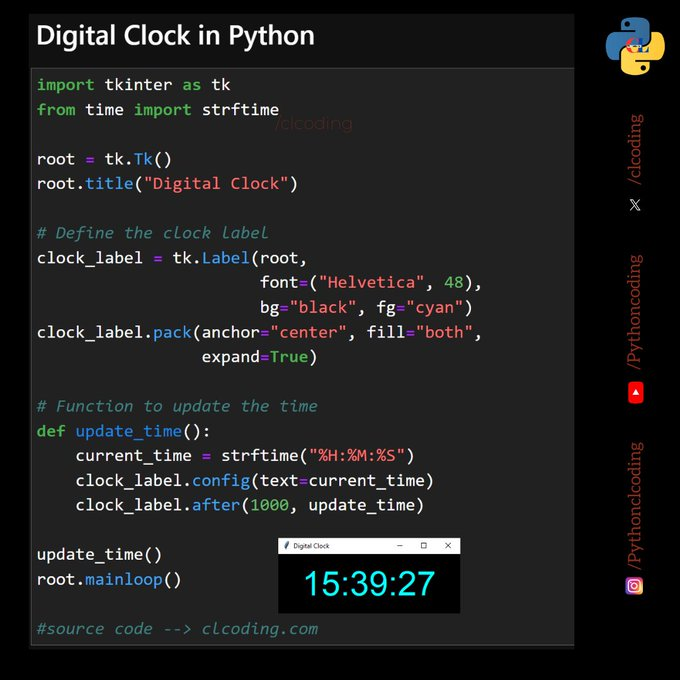 Digital Clock in Python
import tkinter as tk
from time import strftime
/clcoding
root = tk.Tk()
root.title("Digital Clock")
# Define the clock label
clock_label = tk.Label(root,
font=("Helvetica", 48),
bg="black", fg="cyan")
clock_label.pack(anchor="center", fill="both",
expand=True)
# Function to update the time
def update_time():
current_time = strftime("%H:%M:%S")
clock_label.config(text=current_time)
clock_label.after(1000, update_time)
update_time()
root.mainloop()
Digital Clock
15:39:27
#source code --> clcoding.com
CL
/clcoding
/Pythoncoding
/Pythonclcoding